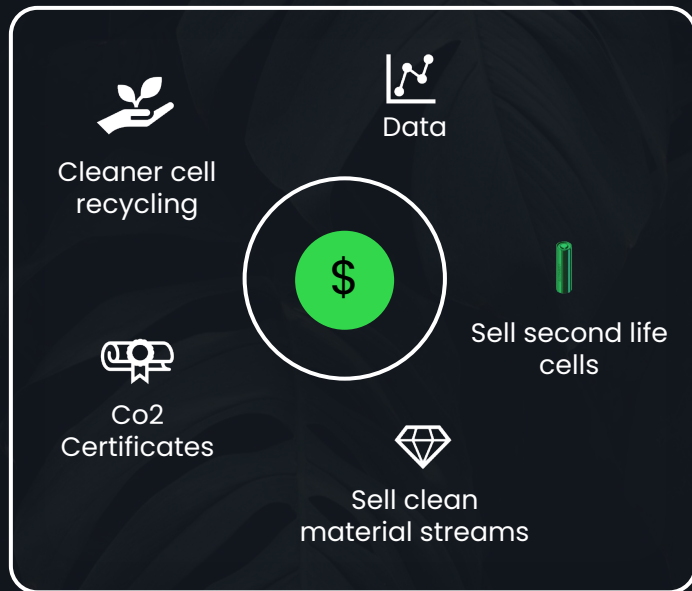 Data
Cleaner cell
recycling
$
Sell second life
cells
Co2
Certificates
Sell clean
material streams